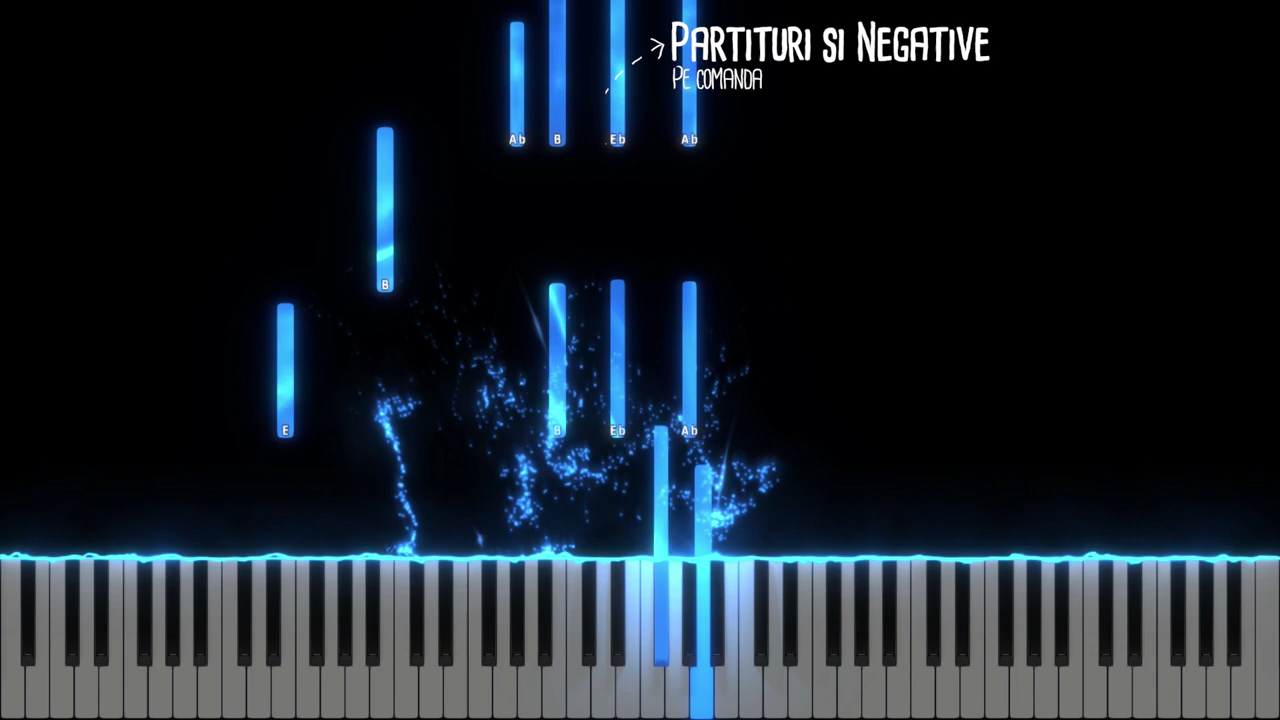 PARTITURI SI NEGATIVE
PE COMANDA
Ab B Eb Ab
B
E B Eb Ab